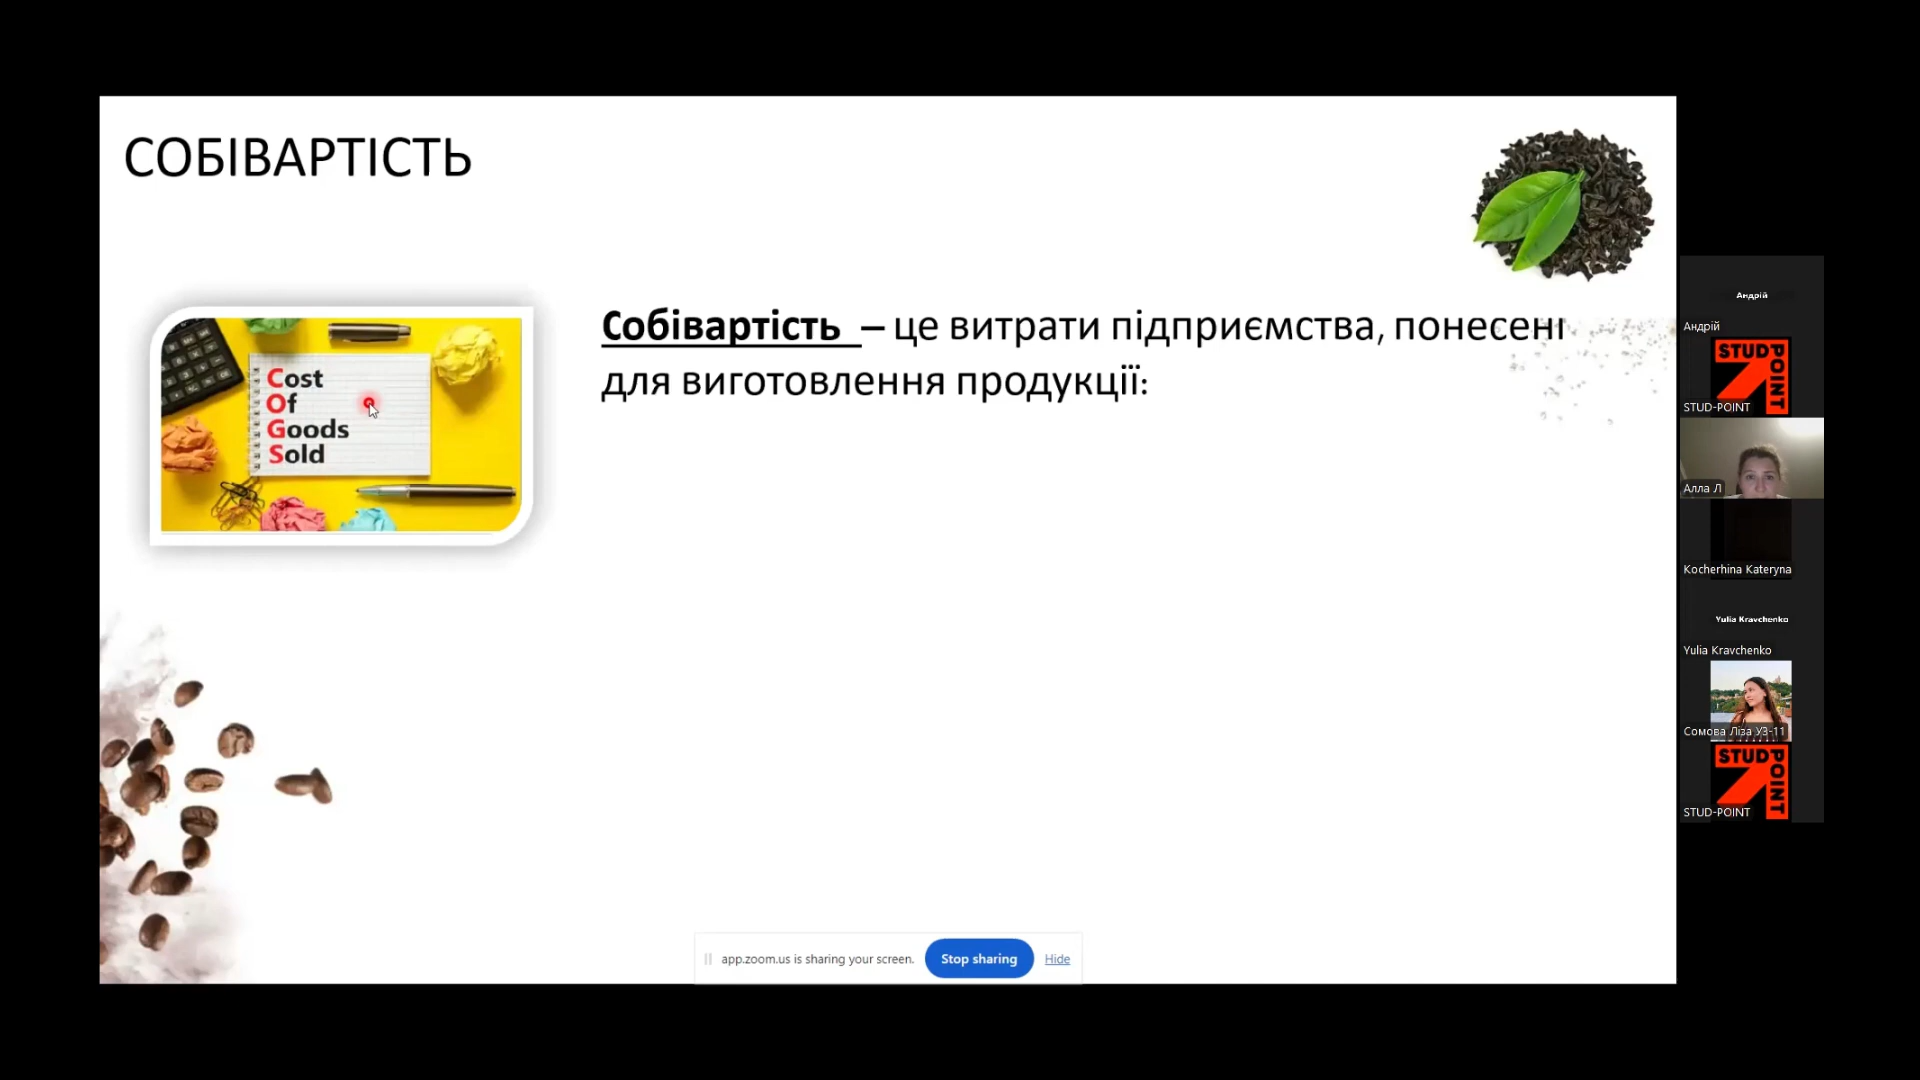 СОБІВАРТІСТЬ
Собівартість – це витрати підприємства, понесені
для виготовлення продукції:
Cost
Of
Goods
Sold
app.zoom.us is sharing your screen. Stop sharing Hide
Андрій
Андрій
STUD POINT
STUD-POINT
Алла Л
Kocherhina Kateryna
Yulia Kravchenko
Yulia Kravchenko
Сомова Ліза УЗ-11
STUD POINT
STUD-POINT